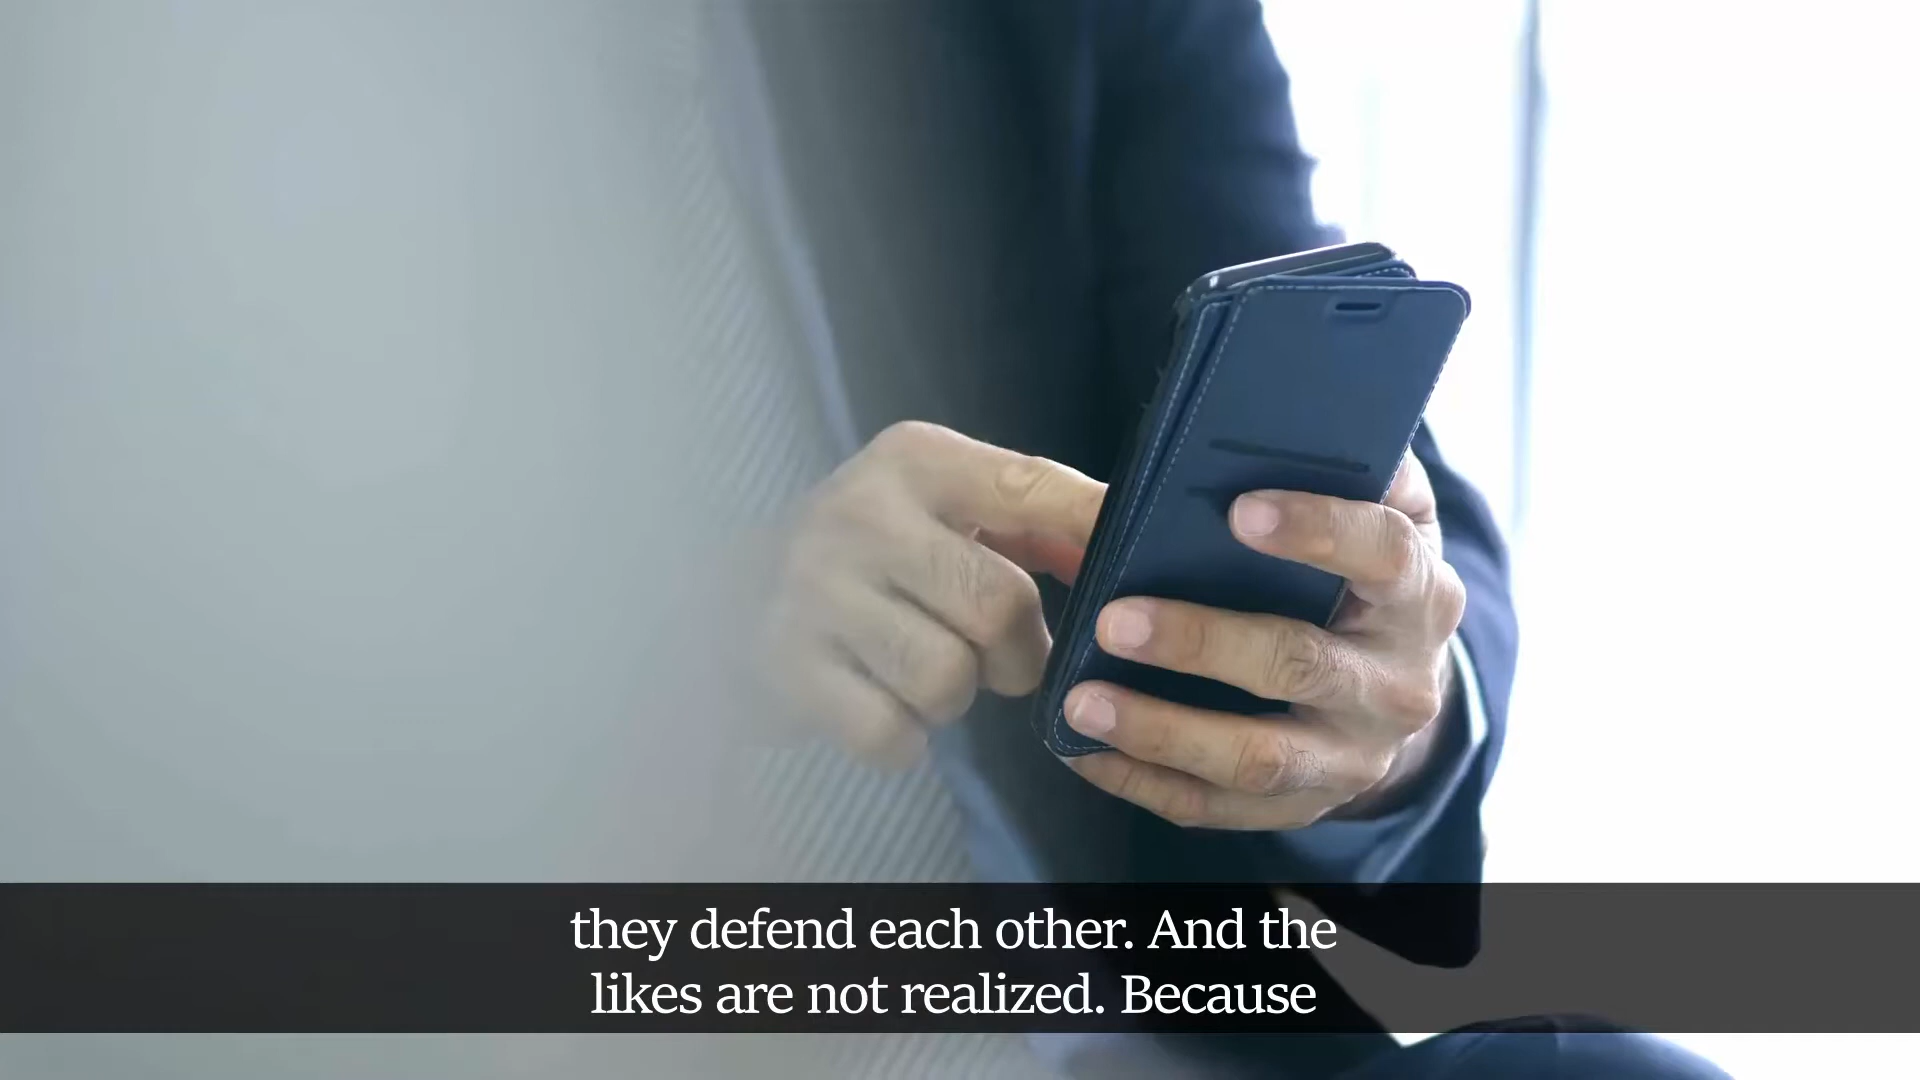 they defend each other. And the
likes are not realized. Because